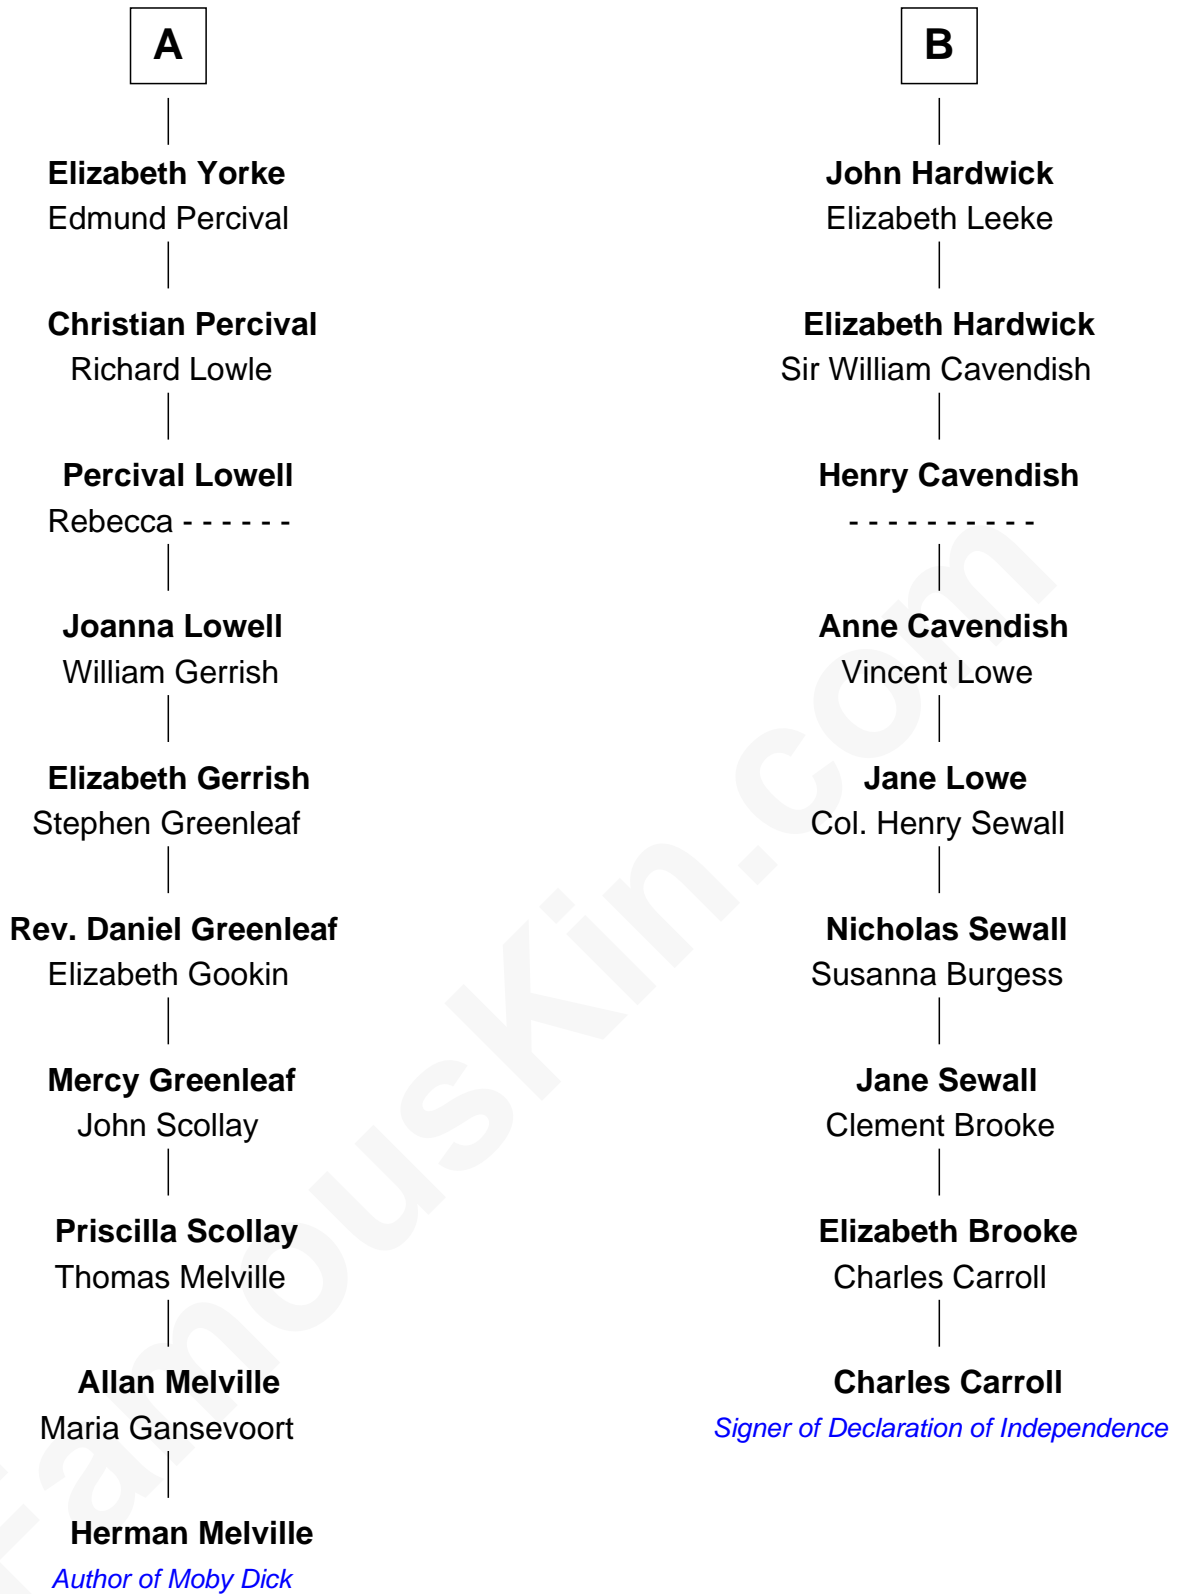 A
Elizabeth Yorke
Edmund Percival
Christian Percival
Richard Lowle
Percival Lowell
Rebecca - - - - - -
Joanna Lowell
William Gerrish
Elizabeth Gerrish
Stephen Greenleaf
Rev. Daniel Greenleaf
Elizabeth Gookin
Mercy Greenleaf
John Scollay
Priscilla Scollay
Thomas Melville
Allan Melville
Maria Gansevoort
Herman Melville
Author of Moby Dick
B
John Hardwick
Elizabeth Leeke
Elizabeth Hardwick
Sir William Cavendish
Henry Cavendish
- - - - - - - - - -
Anne Cavendish
Vincent Lowe
Jane Lowe
Col. Henry Sewall
Nicholas Sewall
Susanna Burgess
Jane Sewall
Clement Brooke
Elizabeth Brooke
Charles Carroll
Charles Carroll
Signer of Declaration of Independence
FamousKin.com